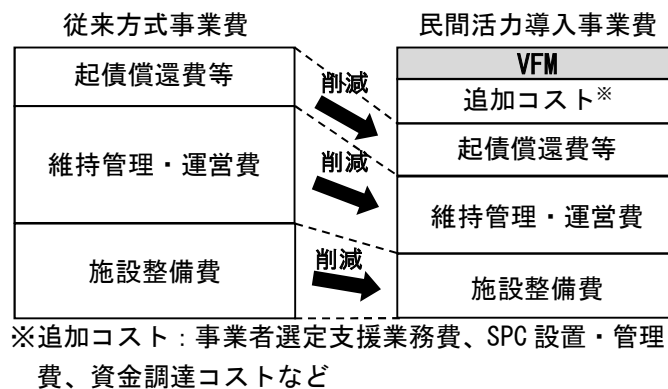 従来方式事業費
起債償還費等
維持管理・運営費
施設整備費
削減
削減
削減
民間活力導入事業費
VFM
追加コスト※
起債償還費等
維持管理・運営費
施設整備費
※追加コスト：事業者選定支援業務費、SPC設置・管理
費、資金調達コストなど